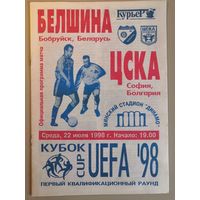 БЕЛШИНА
Бобруйск, Беларусь
Курьер
ЦСКА
София,
Болгария
Официальная программа матча
МИНСКИЙ СТАДИОН "ДИНАМО"
Среда, 22 июля 1998 г. Начало: 19.00
КУБОК
CUP UEFA '98
ПЕРВЫЙ КВАЛИФИКАЦИОННЫЙ РАУНД